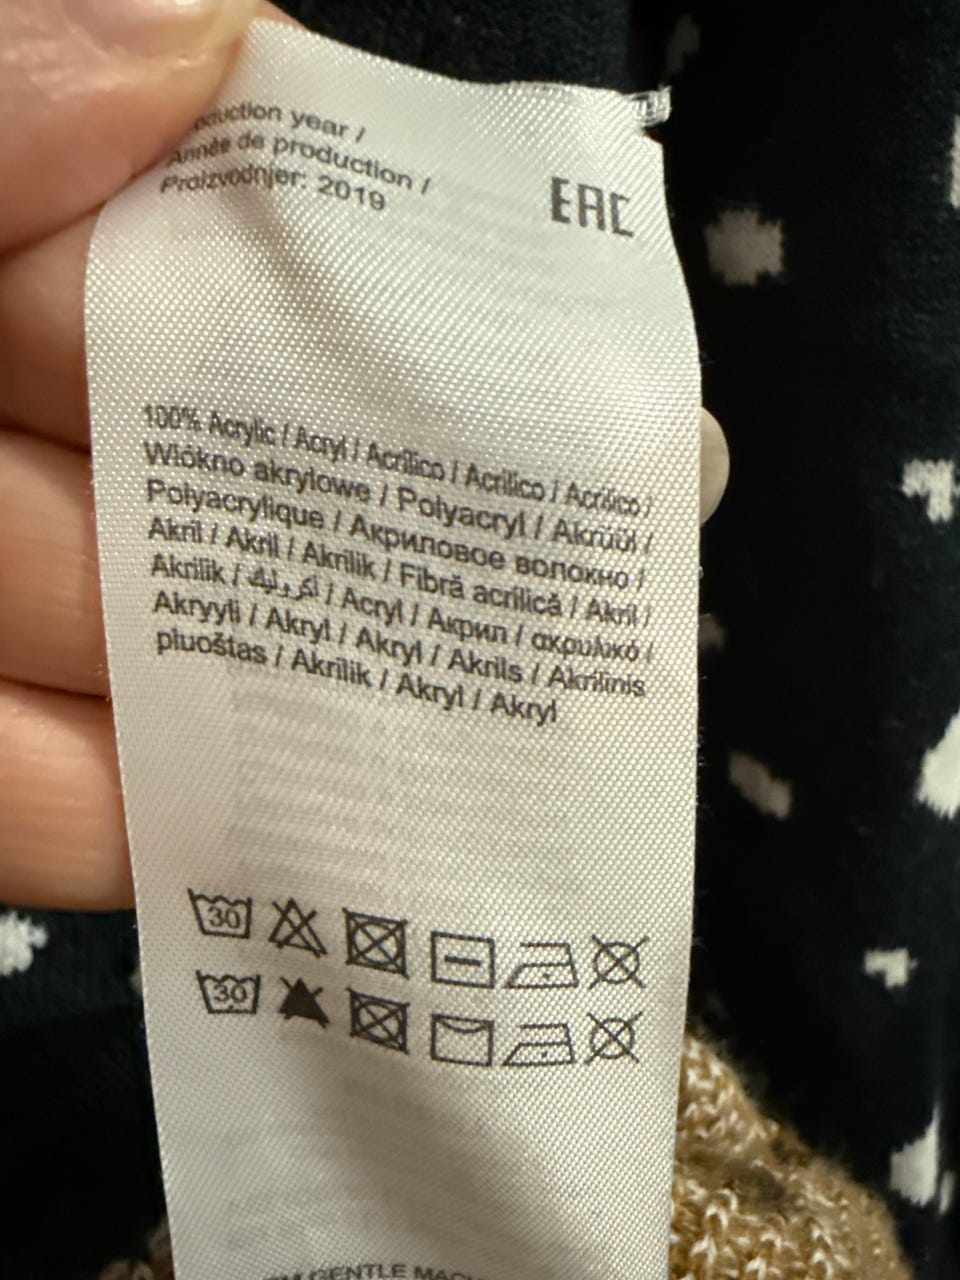 year /
Année de production /
Proizvodnjer: 2019
EAC
100% Acrylic / Acryl / Acrílico / Acrilico / Acrílico /
Włókno akrylowe / Polyacryl / Akrüül /
Polyacrylique / Акриловое волокно /
Akril / Akril / Akrilik / Fibră acrilică / Akril /
Akrilik / أكريليك / Acryl / Акрил / ακρυλικό /
Akryyli / Akryl / Akryl / Akrils / Akrilinis
pluoštas / Akrilik / Akryl / Akryl
30
30
GENTLE